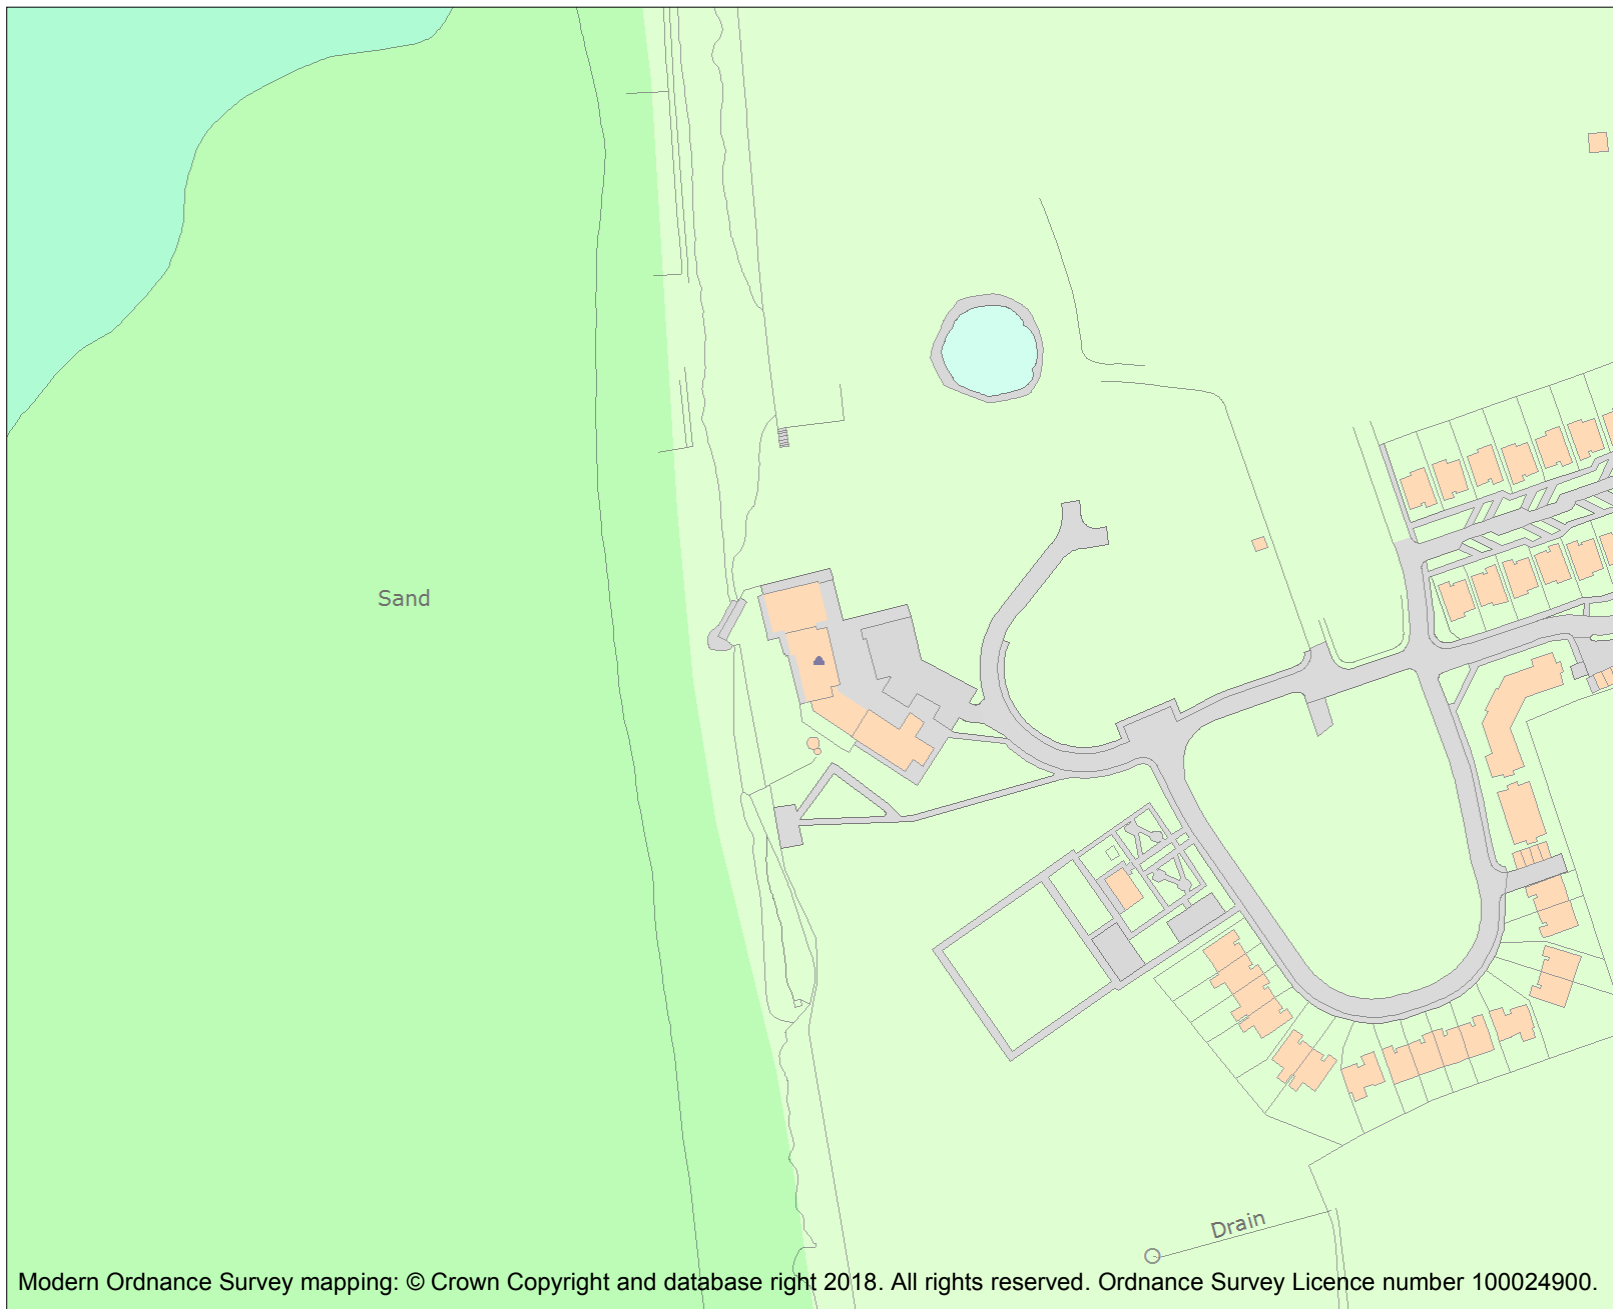 Sand
Drain
Modern Ordnance Survey mapping: © Crown Copyright and database right 2018. All rights reserved. Ordnance Survey Licence number 100024900.